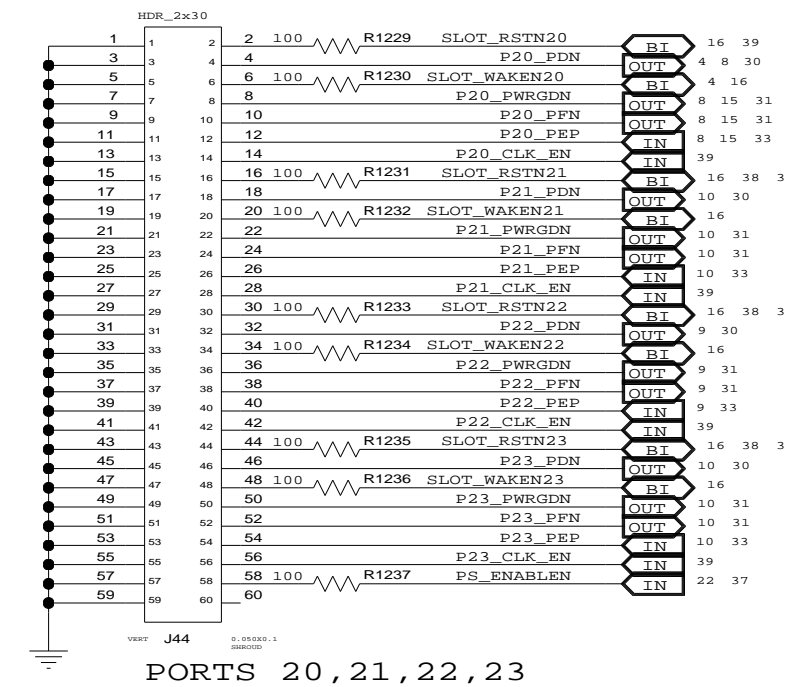 HDR_2x30
1 1 2 2 100 R1229 SLOT_RSTN20 BI 16 39
3 3 4 4 P20_PDN OUT 4 8 30
5 5 6 6 100 R1230 SLOT_WAKEN20 BI 4 16
7 7 8 8 P20_PWRGDN OUT 8 15 31
9 9 10 10 P20_PFN OUT 8 15 31
11 11 12 12 P20_PEP IN 8 15 33
13 13 14 14 P20_CLK_EN IN 39
15 15 16 16 100 R1231 SLOT_RSTN21 BI 16 38 3
17 17 18 18 P21_PDN OUT 10 30
19 19 20 20 100 R1232 SLOT_WAKEN21 BI 16
21 21 22 22 P21_PWRGDN OUT 10 31
23 23 24 24 P21_PFN OUT 10 31
25 25 26 26 P21_PEP IN 10 33
27 27 28 28 P21_CLK_EN IN 39
29 29 30 30 100 R1233 SLOT_RSTN22 BI 16 38 3
31 31 32 32 P22_PDN OUT 9 30
33 33 34 34 100 R1234 SLOT_WAKEN22 BI 16
35 35 36 36 P22_PWRGDN OUT 9 31
37 37 38 38 P22_PFN OUT 9 31
39 39 40 40 P22_PEP IN 9 33
41 41 42 42 P22_CLK_EN IN 39
43 43 44 44 100 R1235 SLOT_RSTN23 BI 16 38 3
45 45 46 46 P23_PDN OUT 10 30
47 47 48 48 100 R1236 SLOT_WAKEN23 BI 16
49 49 50 50 P23_PWRGDN OUT 10 31
51 51 52 52 P23_PFN OUT 10 31
53 53 54 54 P23_PEP IN 10 33
55 55 56 56 P23_CLK_EN IN 39
57 57 58 58 100 R1237 PS_ENABLEN IN 22 37
59 59 60 60
VERT J44 0.050X0.1
SHROUD
PORTS 20,21,22,23